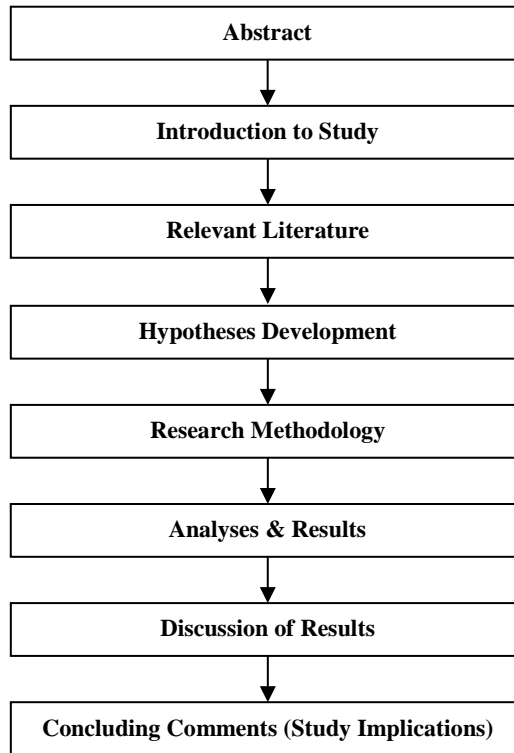 Abstract
Introduction to Study
Relevant Literature
Hypotheses Development
Research Methodology
Analyses & Results
Discussion of Results
Concluding Comments (Study Implications)